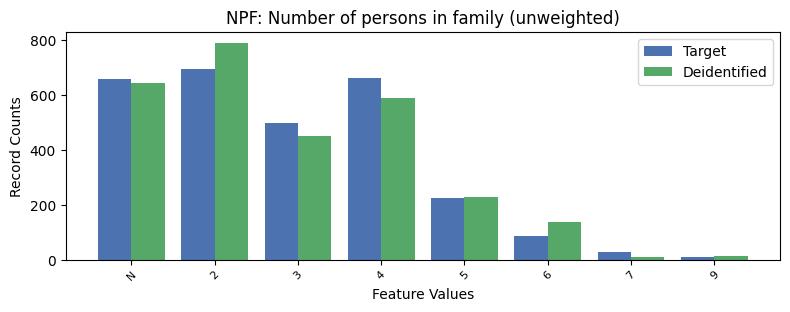 NPF: Number of persons in family (unweighted)
Target
Deidentified
Record Counts
800
600
400
200
0
N 2 3 4 5 6 7 9
Feature Values